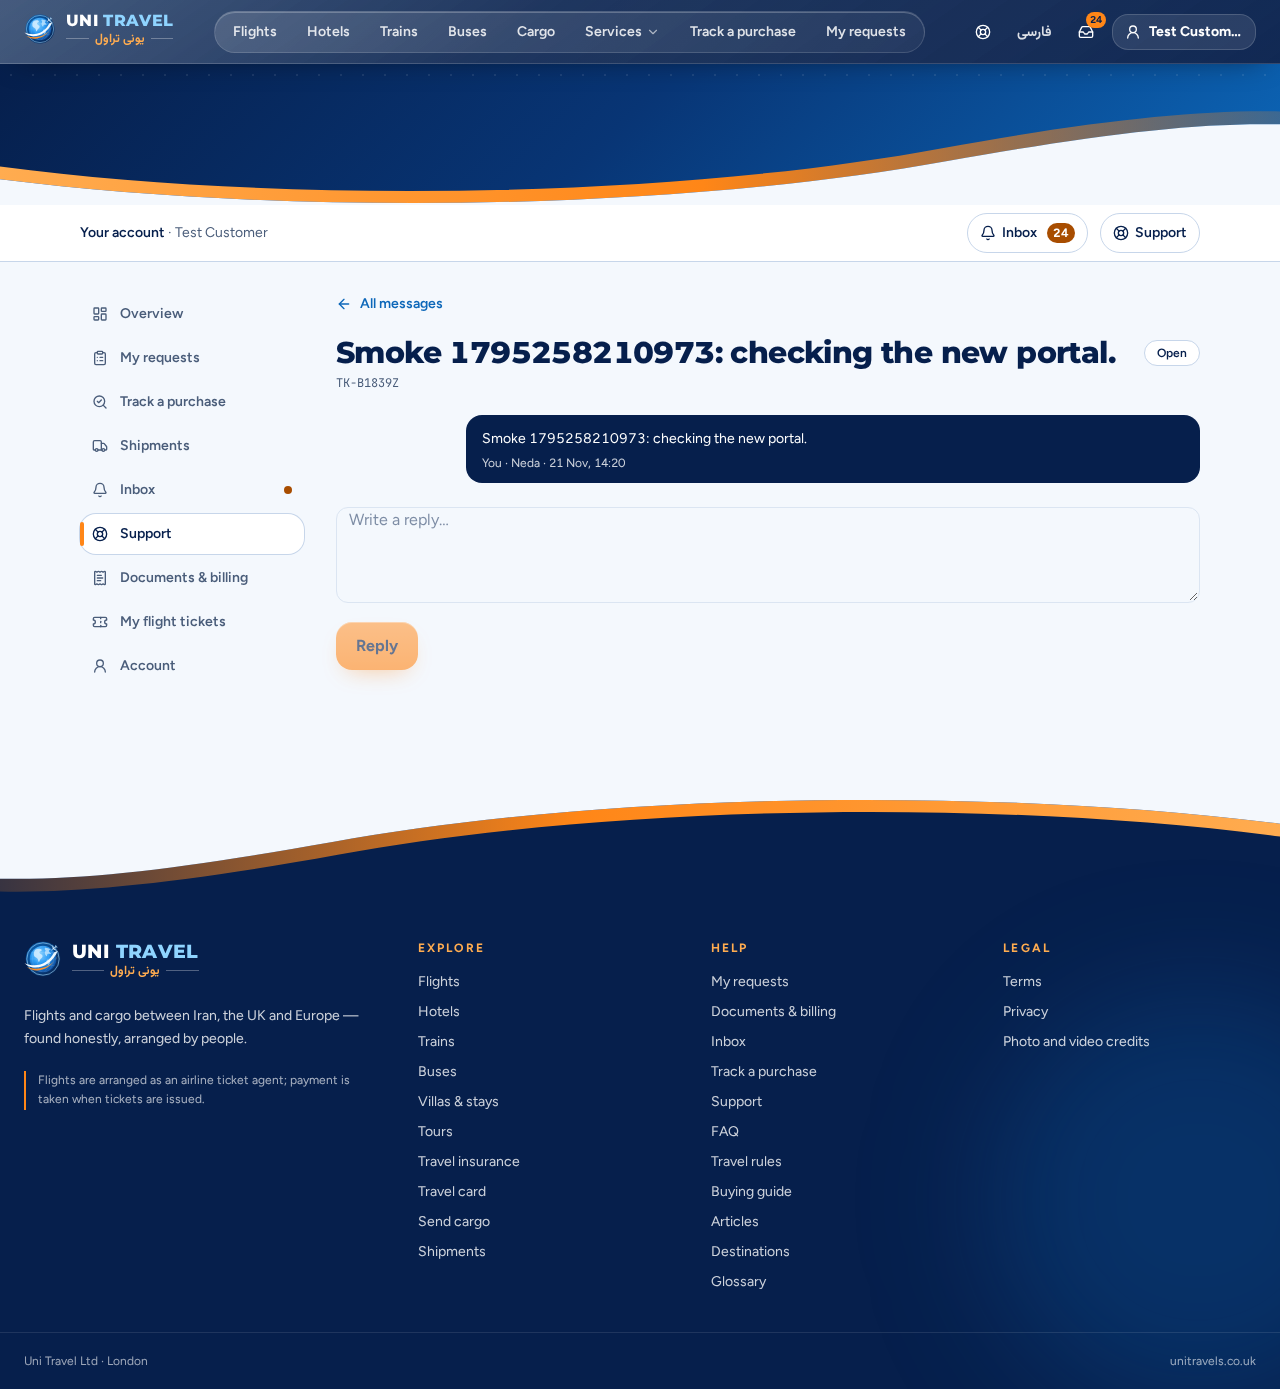 UNI TRAVEL
یونی تراول
Flights
Hotels
Trains
Buses
Cargo
Services
Track a purchase
My requests
فارسی
24
Test Custom...
Your account · Test Customer
Inbox 24
Support
Overview
My requests
Track a purchase
Shipments
Inbox
Support
Documents & billing
My flight tickets
Account
All messages
Smoke 1795258210973: checking the new portal.
Open
TK-B1839Z
Smoke 1795258210973: checking the new portal.
You · Neda · 21 Nov, 14:20
Write a reply...
Reply
UNI TRAVEL
یونی تراول
Flights and cargo between Iran, the UK and Europe —
found honestly, arranged by people.
Flights are arranged as an airline ticket agent; payment is
taken when tickets are issued.
EXPLORE
Flights
Hotels
Trains
Buses
Villas & stays
Tours
Travel insurance
Travel card
Send cargo
Shipments
HELP
My requests
Documents & billing
Inbox
Track a purchase
Support
FAQ
Travel rules
Buying guide
Articles
Destinations
Glossary
LEGAL
Terms
Privacy
Photo and video credits
Uni Travel Ltd · London
unitravels.co.uk